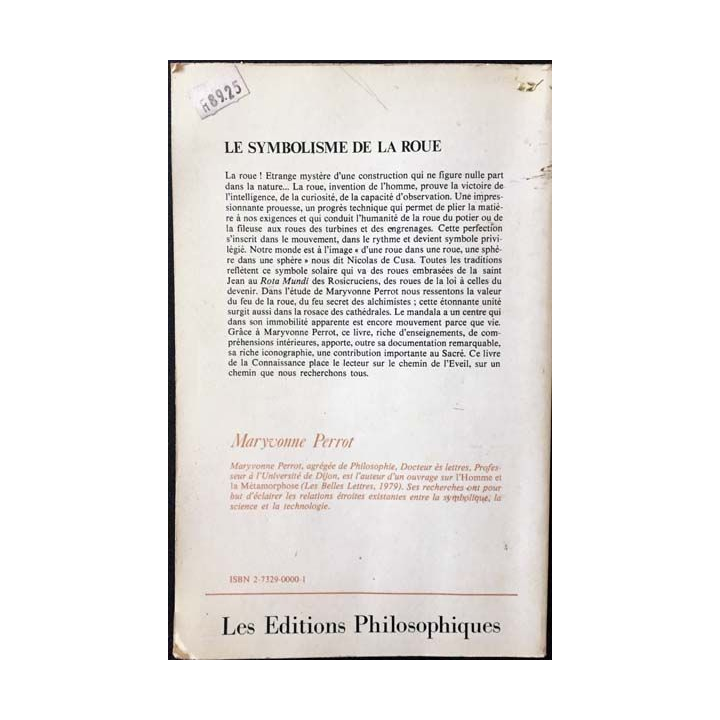 R89.25
LE SYMBOLISME DE LA ROUE
La roue ! Etrange mystère d'une construction qui ne figure nulle part
dans la nature... La roue, invention de l'homme, prouve la victoire de
l'intelligence, de la curiosité, de la capacité d'observation. Une impres-
sionnante prouesse, un progrès technique qui permet de plier la matiè-
re à nos exigences et qui conduit l'humanité de la roue du potier ou de
la fileuse aux roues des turbines et des engrenages. Cette perfection
s'inscrit dans le mouvement, dans le rythme et devient symbole privi-
légié. Notre monde est à l'image « d'une roue dans une roue, une sphè-
re dans une sphère » nous dit Nicolas de Cusa. Toutes les traditions
reflètent ce symbole solaire qui va des roues embrasées de la saint
Jean au Rota Mundi des Rosicruciens, des roues de la loi à celles du
devenir. Dans l'étude de Maryvonne Perrot nous ressentons la valeur
du feu de la roue, du feu secret des alchimistes ; cette étonnante unité
surgit aussi dans la rosace des cathédrales. Le mandala a un centre qui
dans son immobilité apparente est encore mouvement parce que vie.
Grâce à Maryvonne Perrot, ce livre, riche d'enseignements, de com-
préhensions intérieures, apporte, outre sa documentation remarquable,
sa riche iconographie, une contribution importante au Sacré. Ce livre
de la Connaissance place le lecteur sur le chemin de l'Eveil, sur un
chemin que nous recherchons tous.
Maryvonne Perrot
Maryvonne Perrot, agrégée de Philosophie, Docteur ès lettres, Profes-
seur à l'Université de Dijon, est l'auteur d'un ouvrage sur l'Homme et
la Métamorphose (Les Belles Lettres, 1979). Ses recherches ont pour
but d'éclairer les relations étroites existantes entre la symbolique, la
science et la technologie.
ISBN 2-7329-0000-1
Les Editions Philosophiques